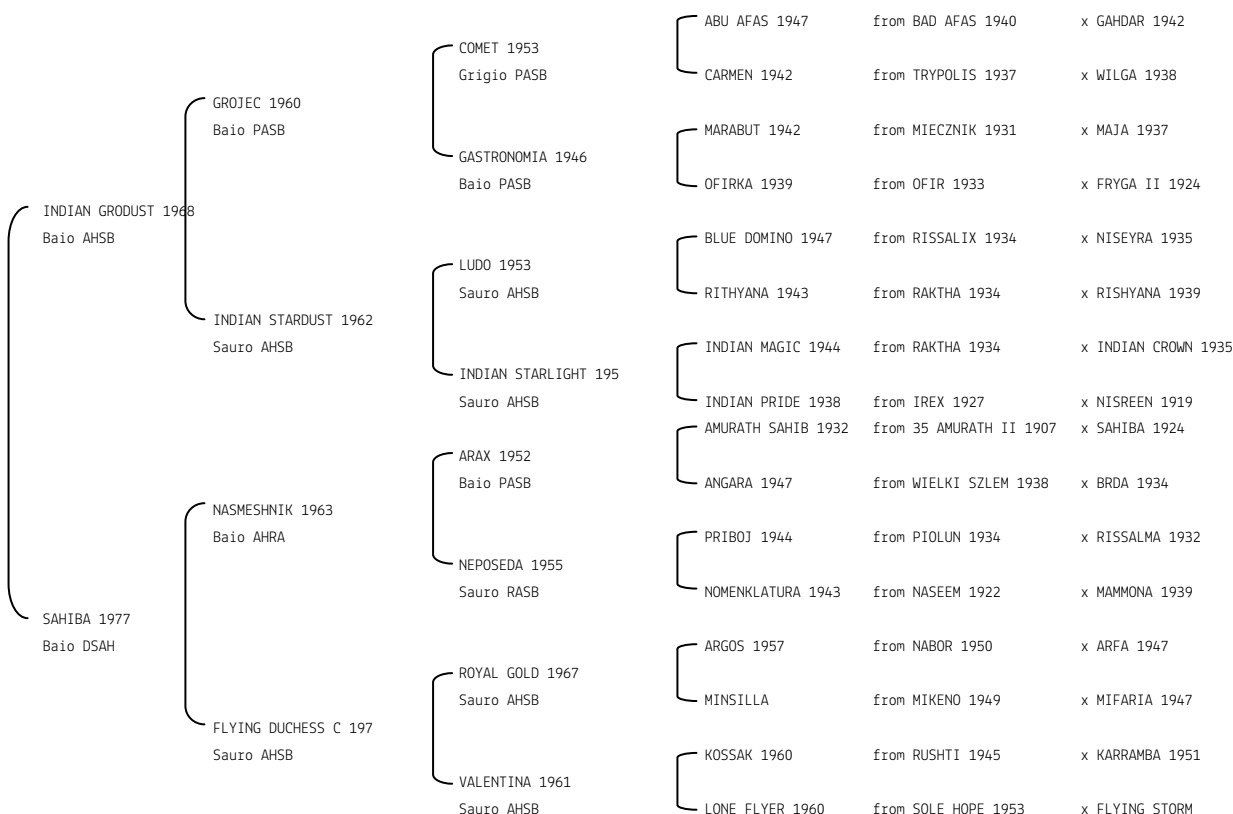 ABU AFAS 1947 from BAD AFAS 1940 x GAHDAR 1942
COMET 1953
Grigio PASB CARMEN 1942 from TRYPOLIS 1937 x WILGA 1938
GROJEC 1960
Baio PASB MARABUT 1942 from MIECZNIK 1931 x MAJA 1937
GASTRONOMIA 1946
Baio PASB OFIRKA 1939 from OFIR 1933 x FRYGA II 1924
INDIAN GRODUST 1968
Baio AHSB BLUE DOMINO 1947 from RISSALIX 1934 x NISEYRA 1935
LUDO 1953
Sauro AHSB RITHYANA 1943 from RAKTHA 1934 x RISHYANA 1939
INDIAN STARDUST 1962
Sauro AHSB INDIAN MAGIC 1944 from RAKTHA 1934 x INDIAN CROWN 1935
INDIAN STARLIGHT 195
Sauro AHSB INDIAN PRIDE 1938 from IREX 1927 x NISREEN 1919
AMURATH SAHIB 1932 from 35 AMURATH II 1907 x SAHIBA 1924
ARAX 1952
Baio PASB ANGARA 1947 from WIELKI SZLEM 1938 x BRDA 1934
NASMESHNIK 1963
Baio AHRA PRIBOJ 1944 from PIOLUN 1934 x RISSALMA 1932
NEPOSEDA 1955
Sauro RASB NOMENKLATURA 1943 from NASEEM 1922 x MAMMONA 1939
SAHIBA 1977
Baio DSAH ARGOS 1957 from NABOR 1950 x ARFA 1947
ROYAL GOLD 1967
Sauro AHSB MINSILLA from MIKENO 1949 x MIFARIA 1947
FLYING DUCHESS C 197
Sauro AHSB KOSSAK 1960 from RUSHTI 1945 x KARRAMBA 1951
VALENTINA 1961
Sauro AHSB LONE FLYER 1960 from SOLE HOPE 1953 x FLYING STORM